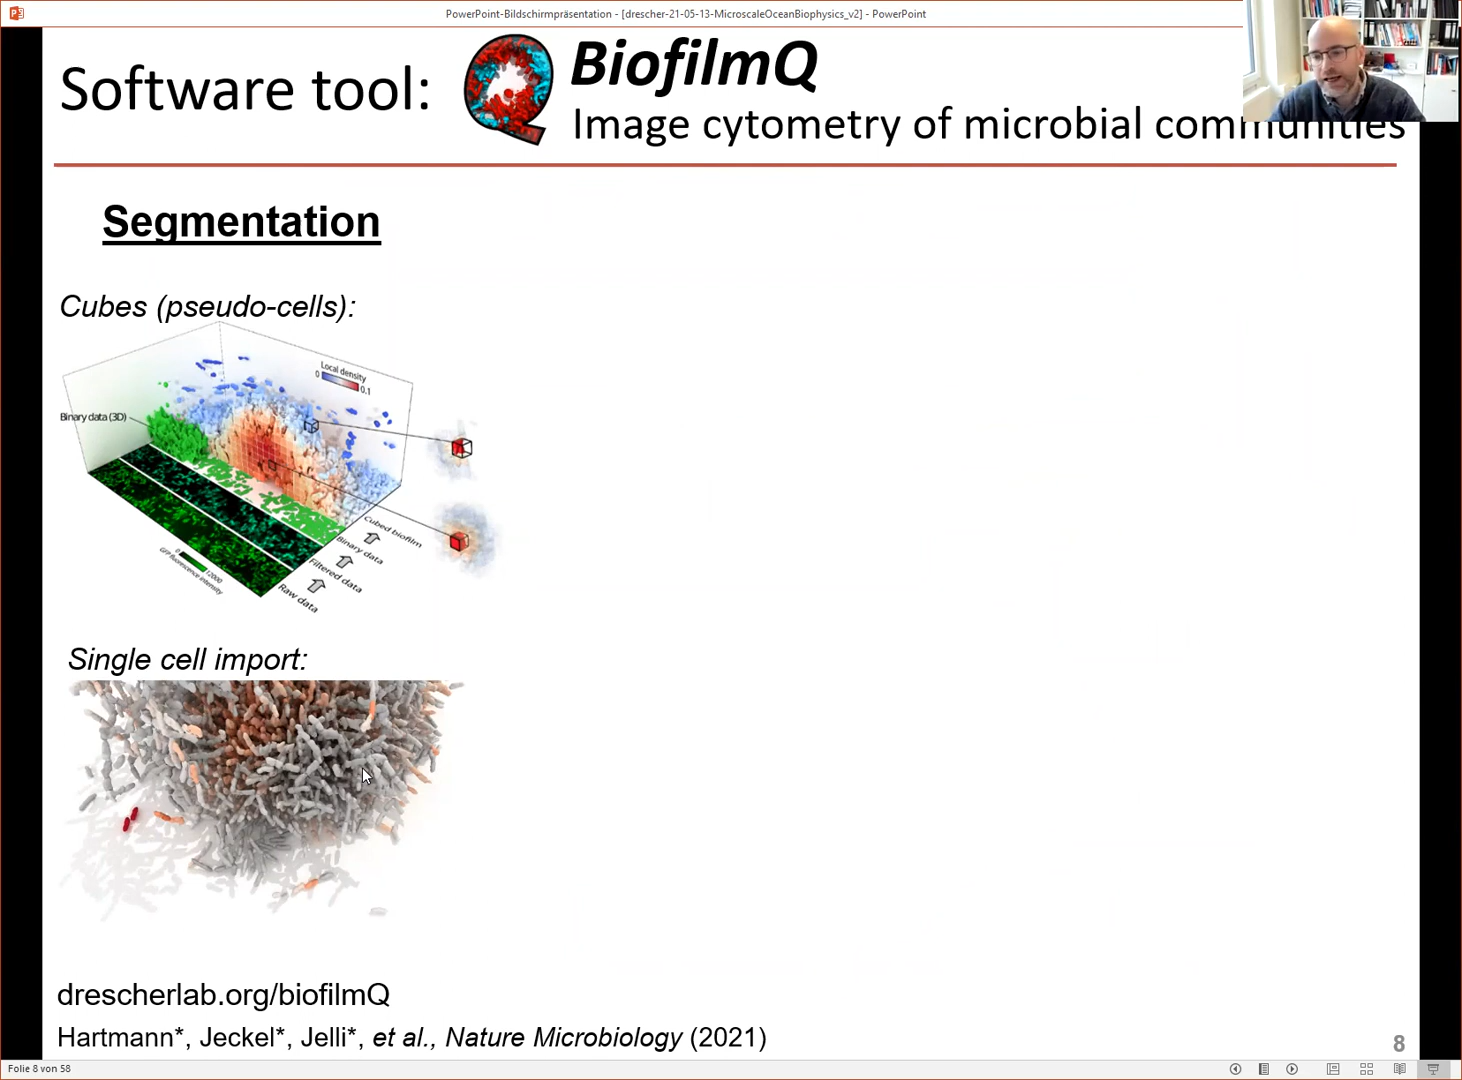 PowerPoint-Bildschirmpräsentation - [drescher-21-05-13-MicroscaleOceanBiophysics_v2] - PowerPoint
Software tool:
BiofilmQ
Image cytometry of microbial communities
Segmentation
Cubes (pseudo-cells):
Local density
0
0.1
Binary data (3D)
Cubed biofilm
Binary data
Filtered data
Raw data
0
12000
GFP fluorescence intensity
Single cell import:
drescherlab.org/biofilmQ
Hartmann*, Jeckel*, Jelli*, et al., Nature Microbiology (2021)
8
Folie 8 von 58